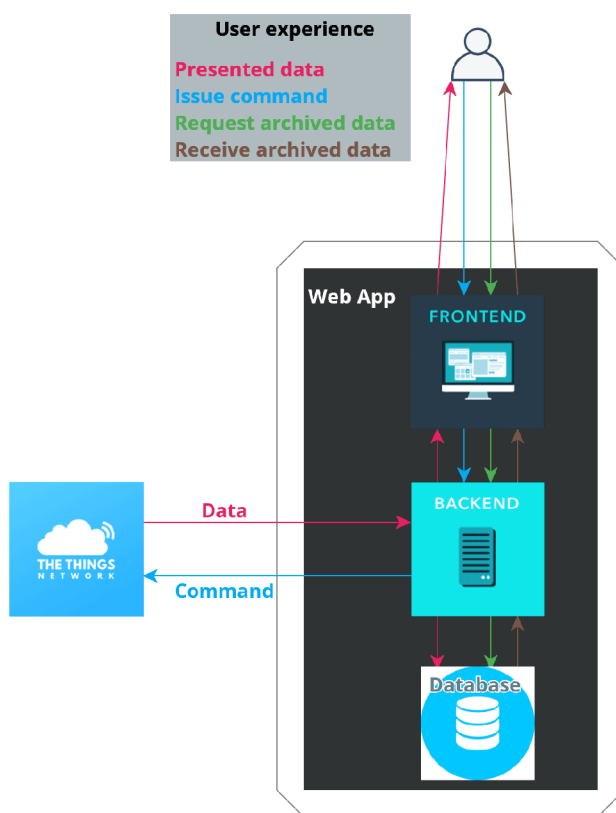 User experience
Presented data
Issue command
Request archived data
Receive archived data
Web App
FRONTEND
BACKEND
Data
THE THINGS
NETWORK
Command
Database